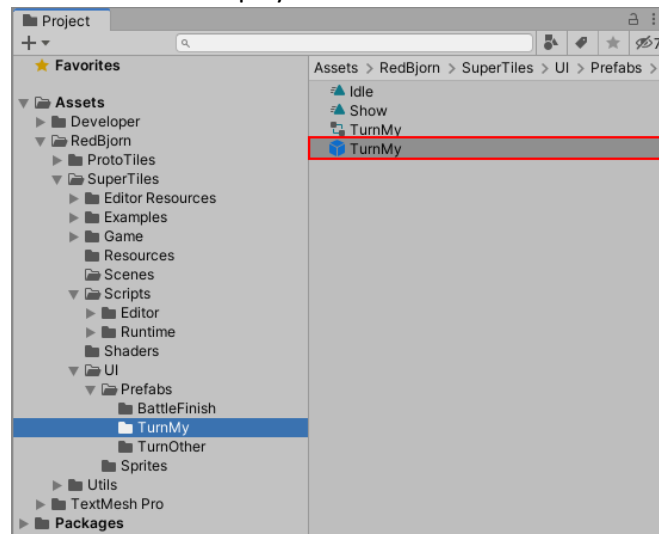 Project
Favorites
Assets > RedBjorn > SuperTiles > UI > Prefabs >
Idle
Assets
Show
Developer
TurnMy
RedBjorn
TurnMy
ProtoTiles
SuperTiles
Editor Resources
Examples
Game
Resources
Scenes
Scripts
Editor
Runtime
Shaders
UI
Prefabs
BattleFinish
TurnMy
TurnOther
Sprites
Utils
TextMesh Pro
Packages